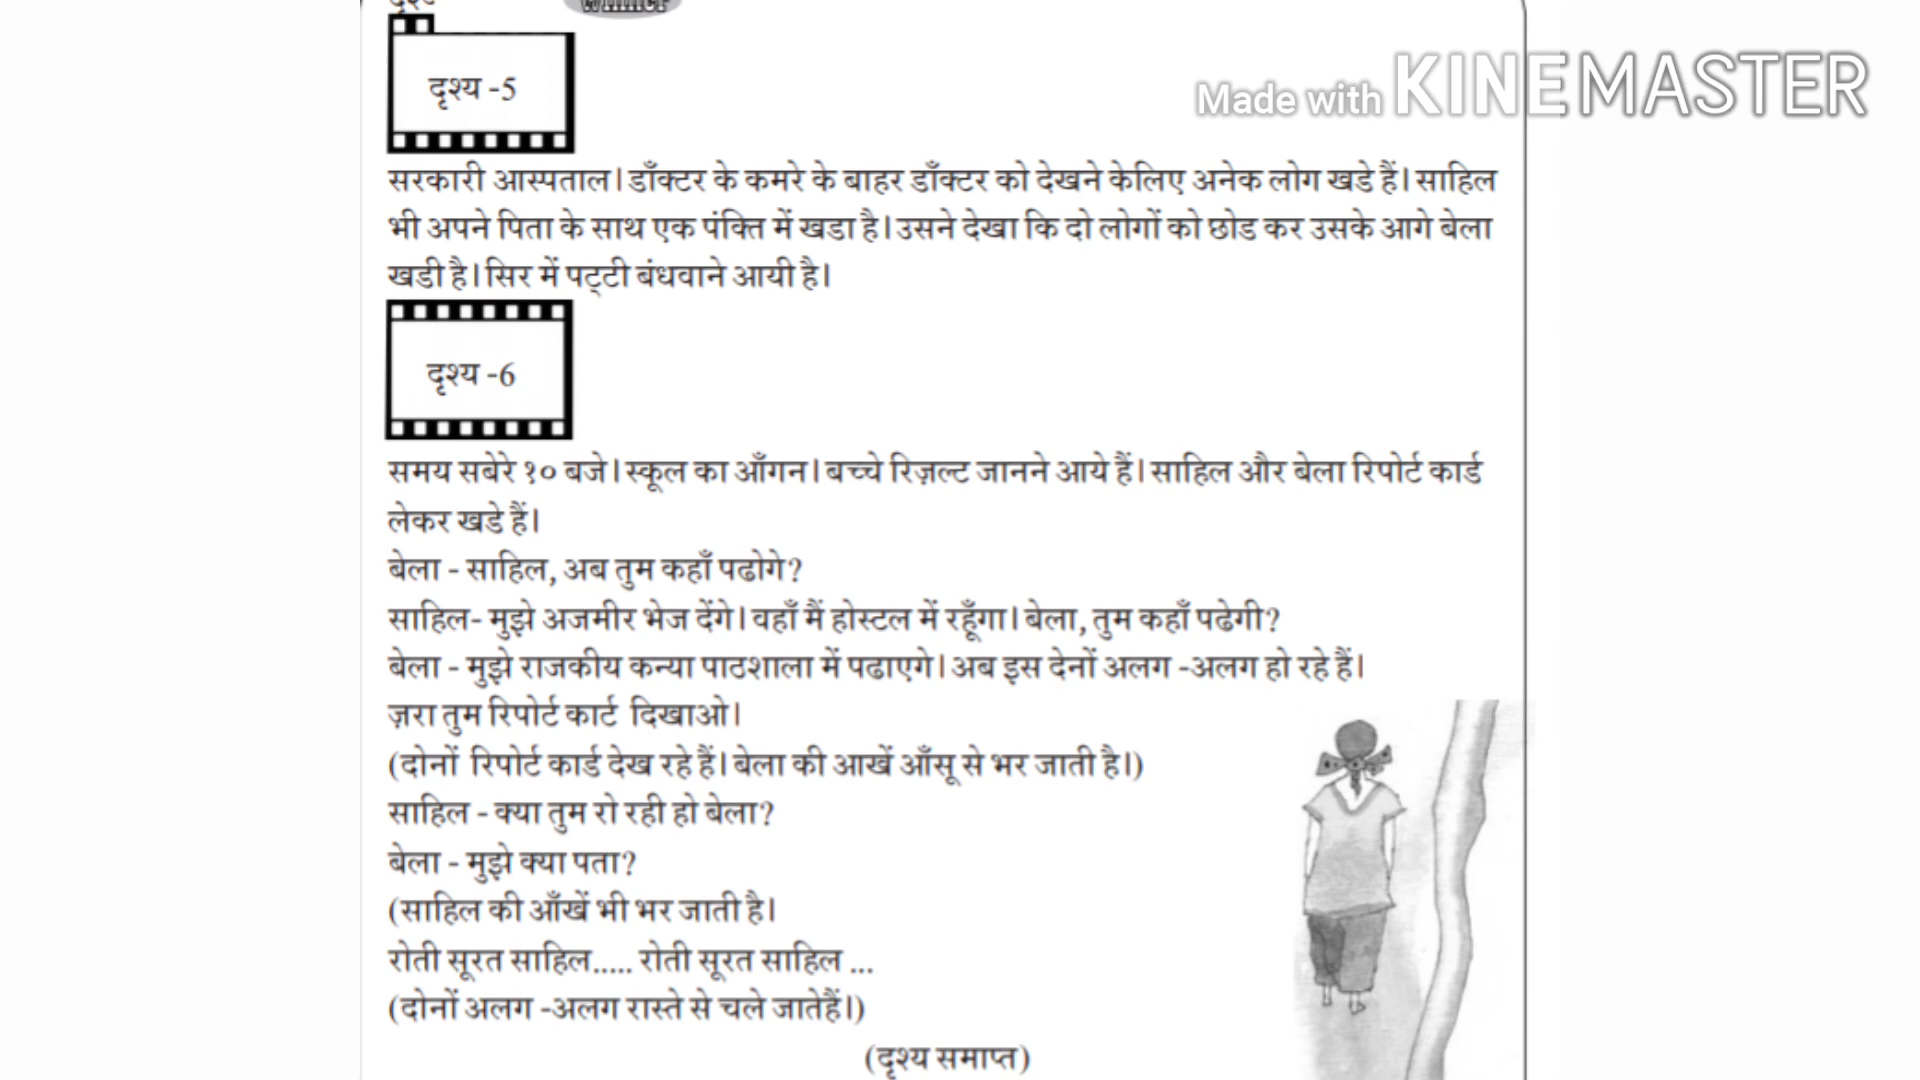 दृश्य -5
Made with KINEMASTER
सरकारी आस्पताल। डाँक्टर के कमरे के बाहर डाँक्टर को देखने केलिए अनेक लोग खडे हैं। साहिल
भी अपने पिता के साथ एक पंक्ति में खडा है। उसने देखा कि दो लोगों को छोड कर उसके आगे बेला
खडी है। सिर में पट्टी बंधवाने आयी है।
दृश्य -6
समय सबेरे १० बजे। स्कूल का आँगन। बच्चे रिज़ल्ट जानने आये हैं। साहिल और बेला रिपोर्ट कार्ड
लेकर खडे हैं।
बेला - साहिल, अब तुम कहाँ पढोगे?
साहिल- मुझे अजमीर भेज देंगे। वहाँ मैं होस्टल में रहूँगा। बेला, तुम कहाँ पढेगी?
बेला - मुझे राजकीय कन्या पाठशाला में पढाएगे। अब इस देनों अलग -अलग हो रहे हैं।
ज़रा तुम रिपोर्ट कार्ट दिखाओ।
(दोनों रिपोर्ट कार्ड देख रहे हैं। बेला की आखें आँसू से भर जाती है।)
साहिल - क्या तुम रो रही हो बेला?
बेला - मुझे क्या पता?
(साहिल की आँखें भी भर जाती है।
रोती सूरत साहिल..... रोती सूरत साहिल ...
(दोनों अलग -अलग रास्ते से चले जातेहैं।)
(दृश्य समाप्त)